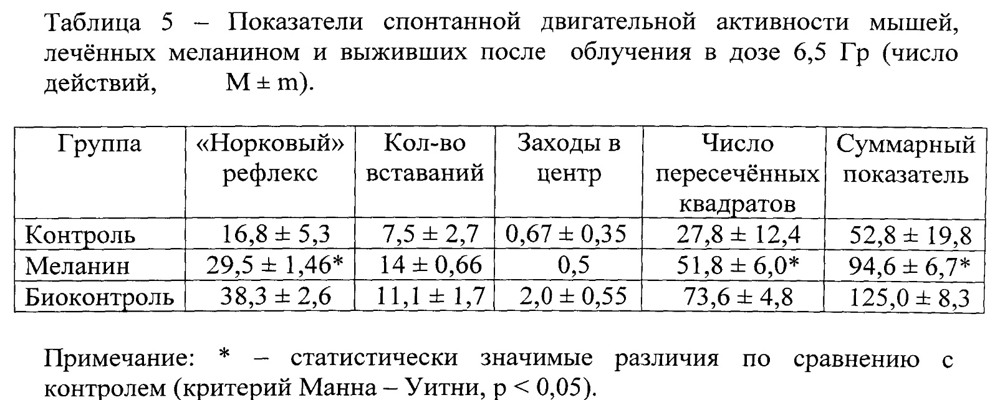 Таблица 5 – Показатели спонтанной двигательной активности мышей,
лечённых меланином и выживших после облучения в дозе 6,5 Гр (число
действий, М ± m).
Группа «Норковый» рефлекс Кол-во вставаний Заходы в центр Число пересечённых квадратов Суммарный показатель
Контроль 16,8 ± 5,3 7,5 ± 2,7 0,67 ± 0,35 27,8 ± 12,4 52,8 ± 19,8
Меланин 29,5 ± 1,46* 14 ± 0,66 0,5 51,8 ± 6,0* 94,6 ± 6,7*
Биоконтроль 38,3 ± 2,6 11,1 ± 1,7 2,0 ± 0,55 73,6 ± 4,8 125,0 ± 8,3
Примечание: * – статистически значимые различия по сравнению с
контролем (критерий Манна – Уитни, р < 0,05).